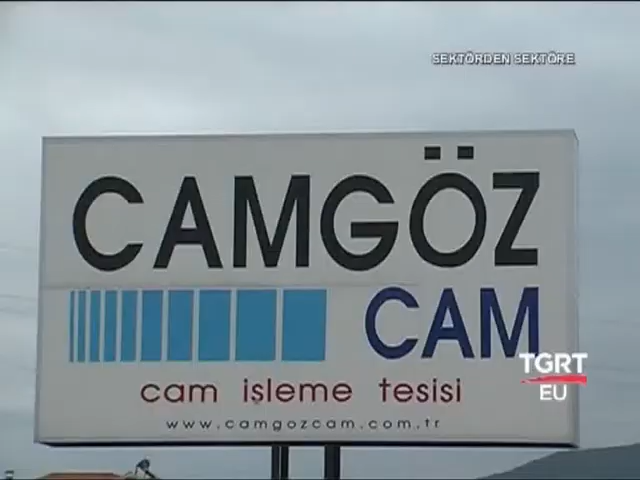 SEKTÖRDEN SEKTÖRE
CAMGÖZ
CAM
TGRT
EU
cam işleme tesisi
www.camgozcam.com.tr